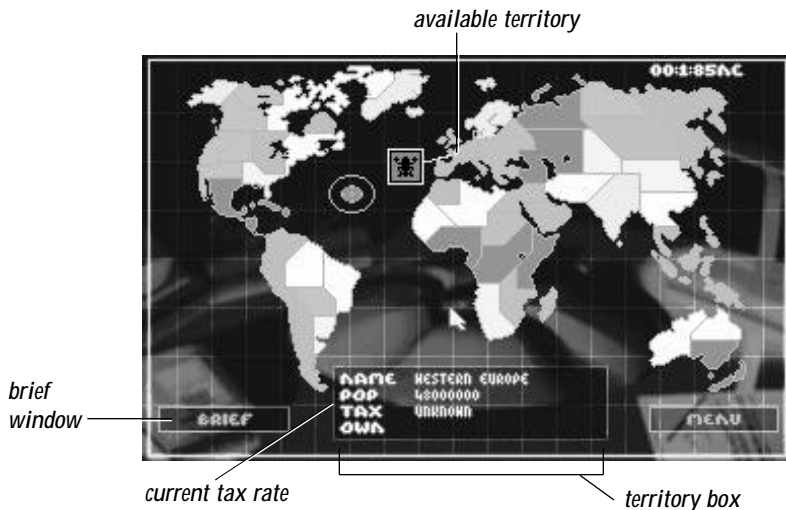 available territory
00:1:85NC
NAME WESTERN EUROPE
POP 48000000
TAX UNKNOWN
OWN
brief
window
BRIEF
MENU
current tax rate
territory box